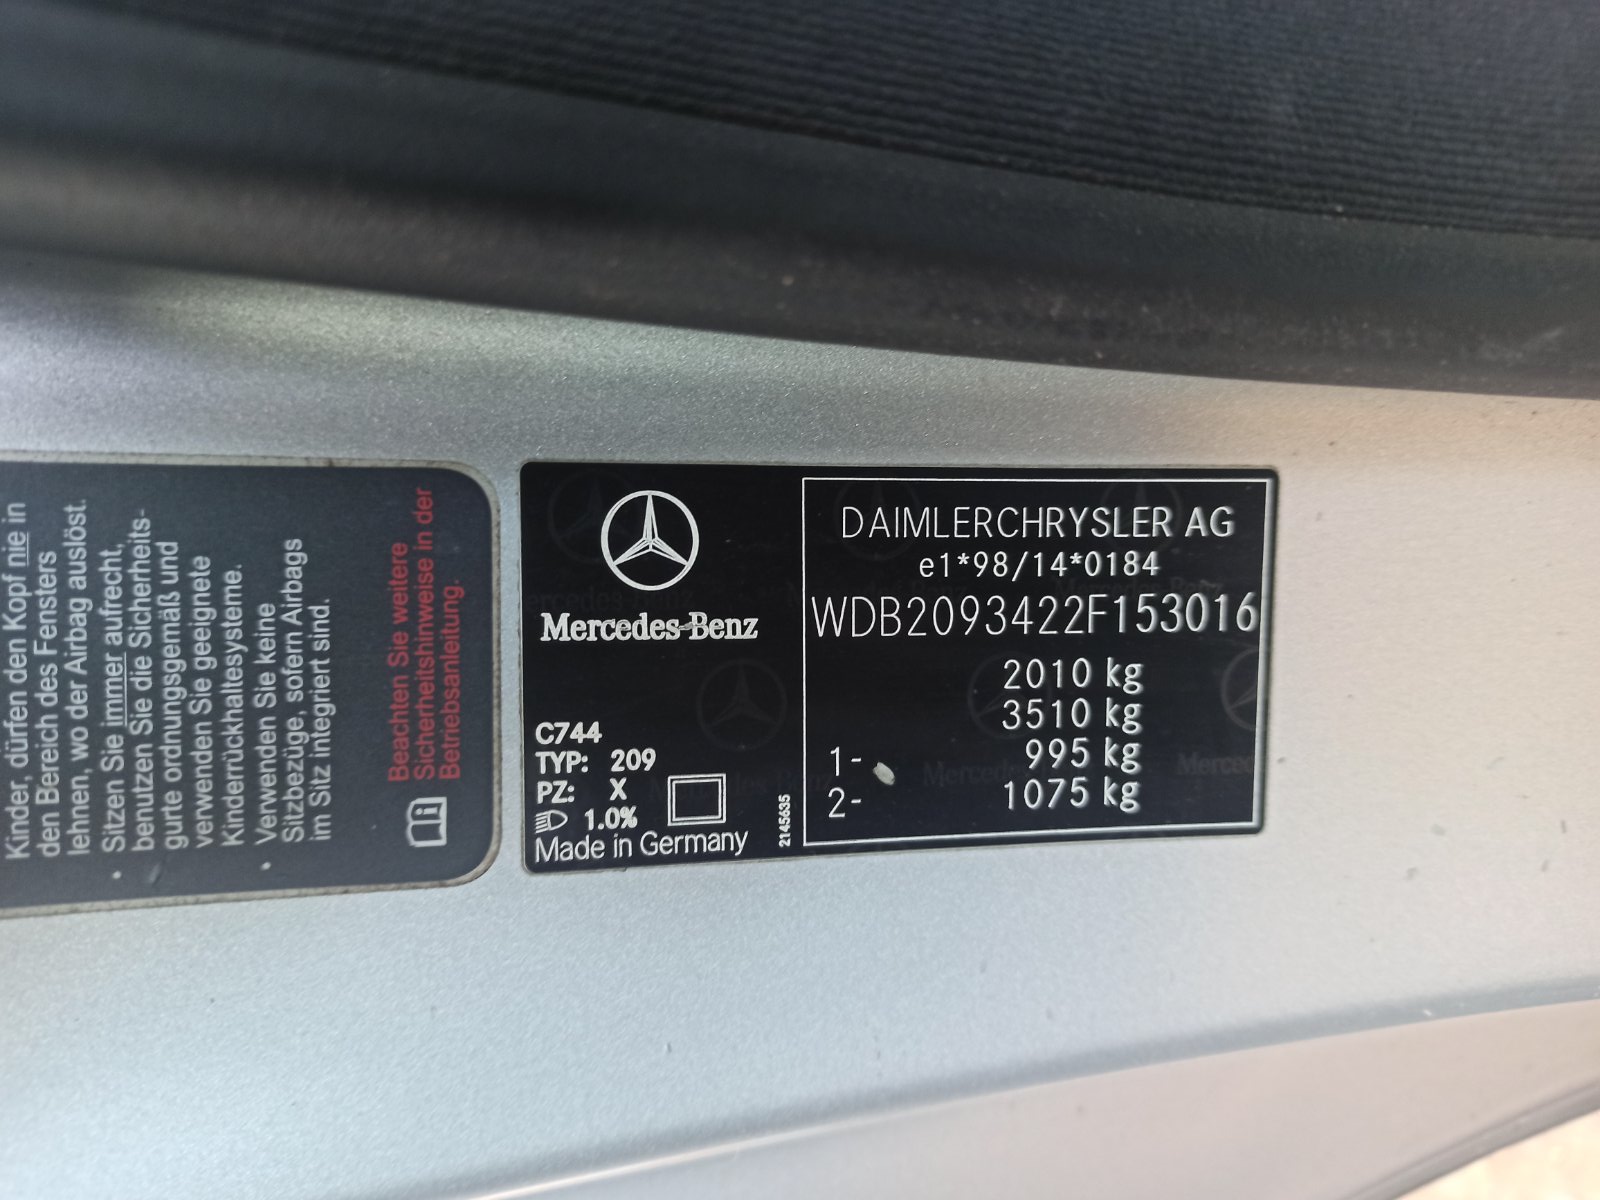 Kinder, dürfen den Kopf nie in
den Bereich des Fensters
lehnen, wo der Airbag auslöst.
Sitzen Sie immer aufrecht,
benutzen Sie die Sicherheits-
gurte ordnungsgemäß und
verwenden Sie geeignete
Kinderrückhaltesysteme.
• Verwenden Sie keine
Sitzbezüge, sofern Airbags
im Sitz integriert sind.
Beachten Sie weitere
Sicherheitshinweise in der
Betriebsanleitung.
Mercedes-Benz
C744
TYP: 209
PZ: X
1.0%
Made in Germany
2145635
DAIMLERCHRYSLER AG
e1*98/14*0184
WDB2093422F153016
2010 kg
3510 kg
1- 995 kg
2- 1075 kg